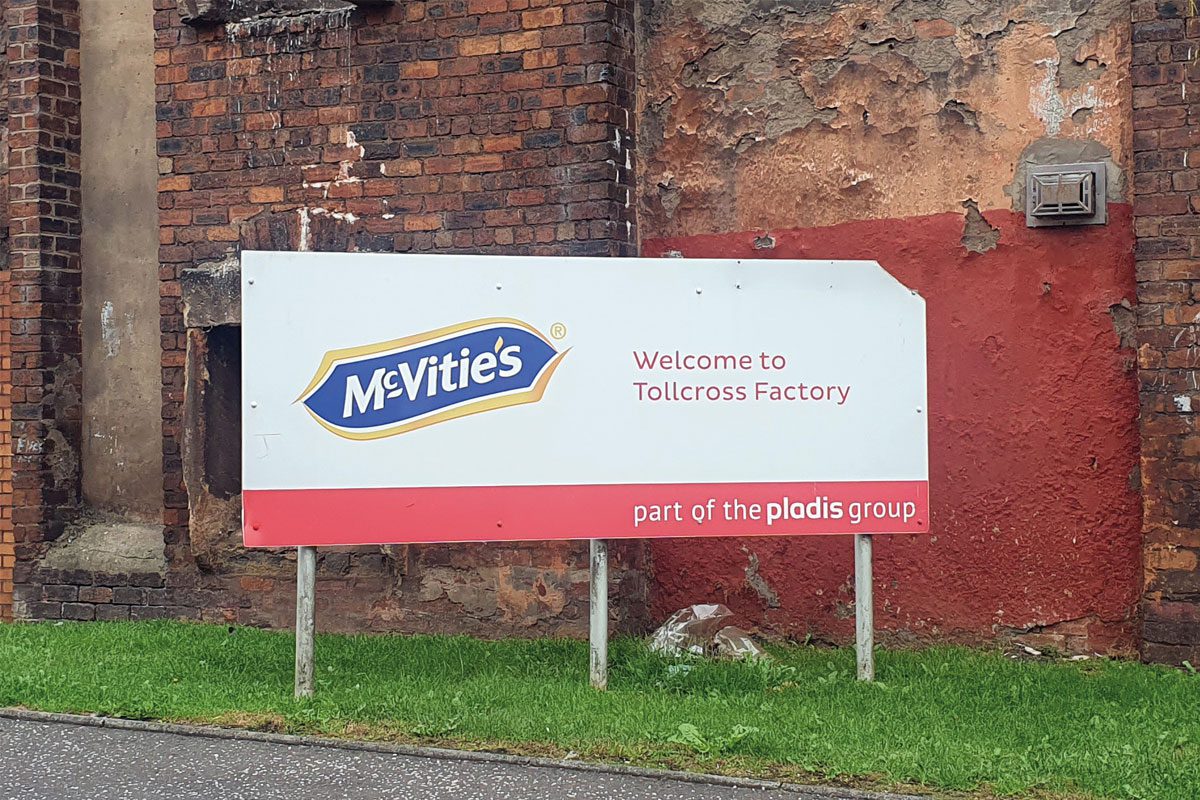 McVitie's ®
Welcome to
Tollcross Factory
part of the pladis group